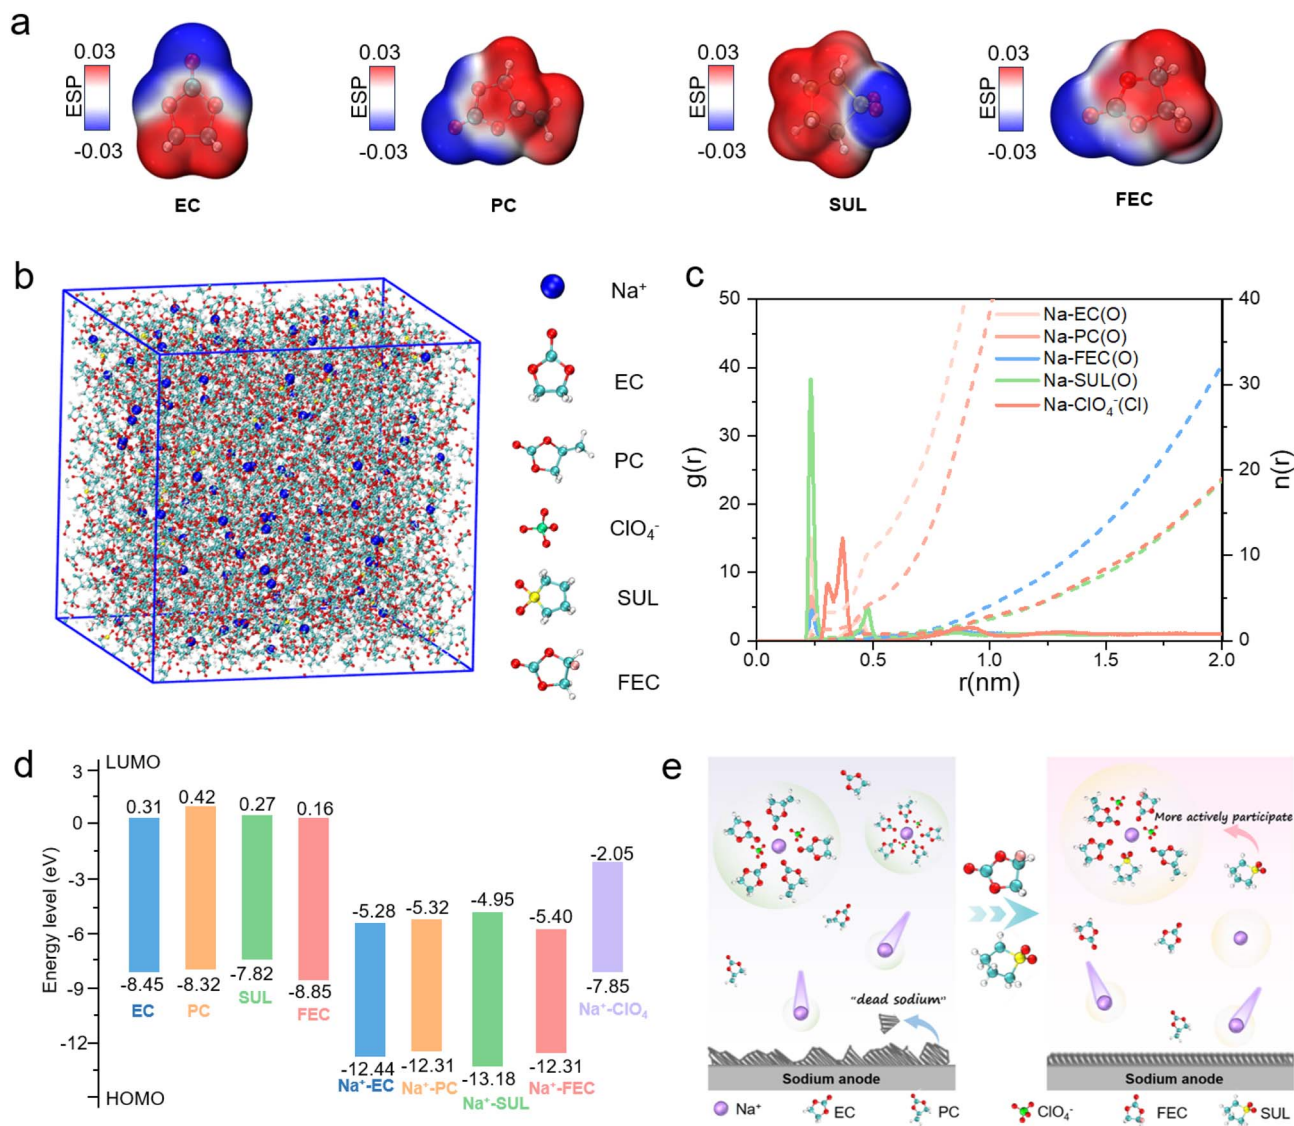 a
0.03
ESP
-0.03
EC
0.03
ESP
-0.03
PC
0.03
ESP
-0.03
SUL
0.03
ESP
-0.03
FEC
b
Na⁺
EC
PC
ClO₄⁻
SUL
FEC
c
50
40
30
20
10
0
g(r)
40
30
20
10
0
n(r)
Na-EC(O)
Na-PC(O)
Na-FEC(O)
Na-SUL(O)
Na-ClO₄⁻(Cl)
0.0
0.5
1.0
1.5
2.0
r(nm)
d
LUMO
3
0
-3
-6
-9
-12
HOMO
Energy level (eV)
0.31
-8.45
EC
0.42
-8.32
PC
0.27
-7.82
SUL
0.16
-8.85
FEC
-5.28
-12.44
Na⁺-EC
-5.32
-12.31
Na⁺-PC
-4.95
-13.18
Na⁺-SUL
-5.40
-12.31
Na⁺-FEC
-2.05
-7.85
Na⁺-ClO₄
e
"dead sodium"
Sodium anode
More actively participate
Sodium anode
Na⁺
EC
PC
ClO₄⁻
FEC
SUL